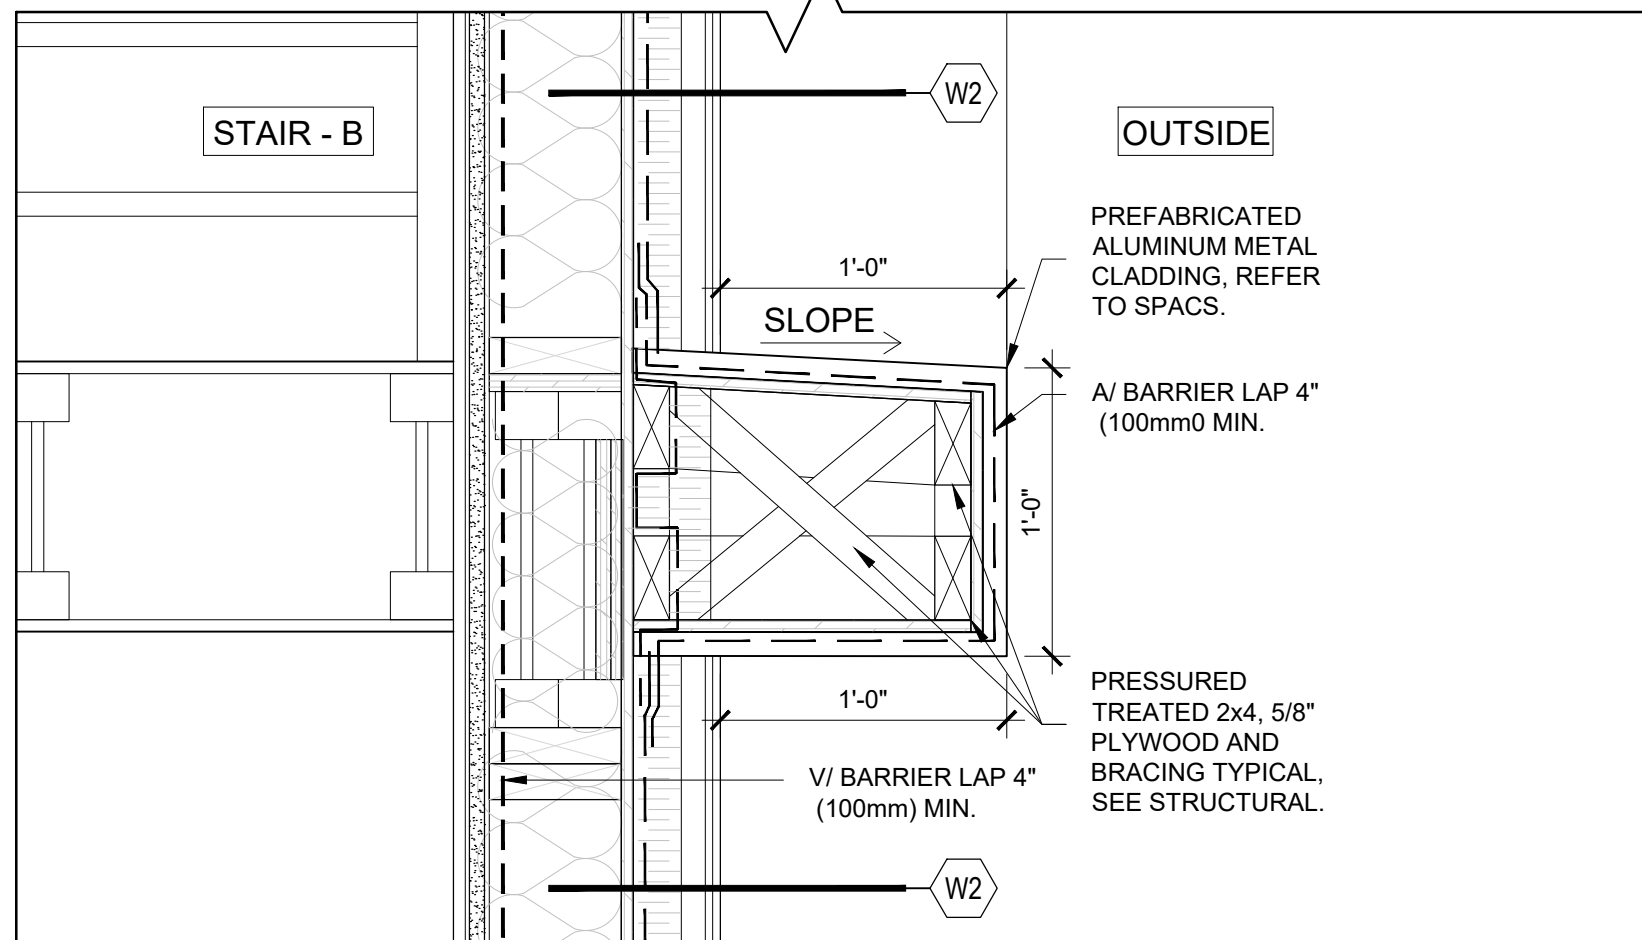 W2
STAIR - B
OUTSIDE
PREFABRICATED
ALUMINUM METAL
CLADDING, REFER
TO SPACS.
1'-0"
SLOPE
A/ BARRIER LAP 4"
(100mm0 MIN.
1'-0"
1'-0"
PRESSURED
TREATED 2x4, 5/8"
PLYWOOD AND
BRACING TYPICAL,
SEE STRUCTURAL.
V/ BARRIER LAP 4"
(100mm) MIN.
W2